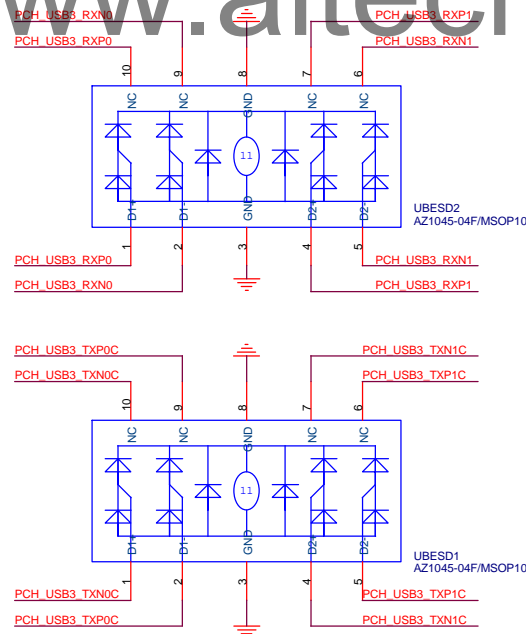 www.aitech
PCH_USB3_RXN0
PCH_USB3_RXP1
PCH_USB3_RXP0
PCH_USB3_RXN1
10 9 8 7 6
NC NC GND NC NC
11
D1+ D1- GND D2+ D2-
UBESD2
AZ1045-04F/MSOP10
1 2 3 4 5
PCH_USB3_RXP0
PCH_USB3_RXN1
PCH_USB3_RXN0
PCH_USB3_RXP1
PCH_USB3_TXP0C
PCH_USB3_TXN1C
PCH_USB3_TXN0C
PCH_USB3_TXP1C
10 9 8 7 6
NC NC GND NC NC
11
D1+ D1- GND D2+ D2-
UBESD1
AZ1045-04F/MSOP10
1 2 3 4 5
PCH_USB3_TXN0C
PCH_USB3_TXP1C
PCH_USB3_TXP0C
PCH_USB3_TXN1C